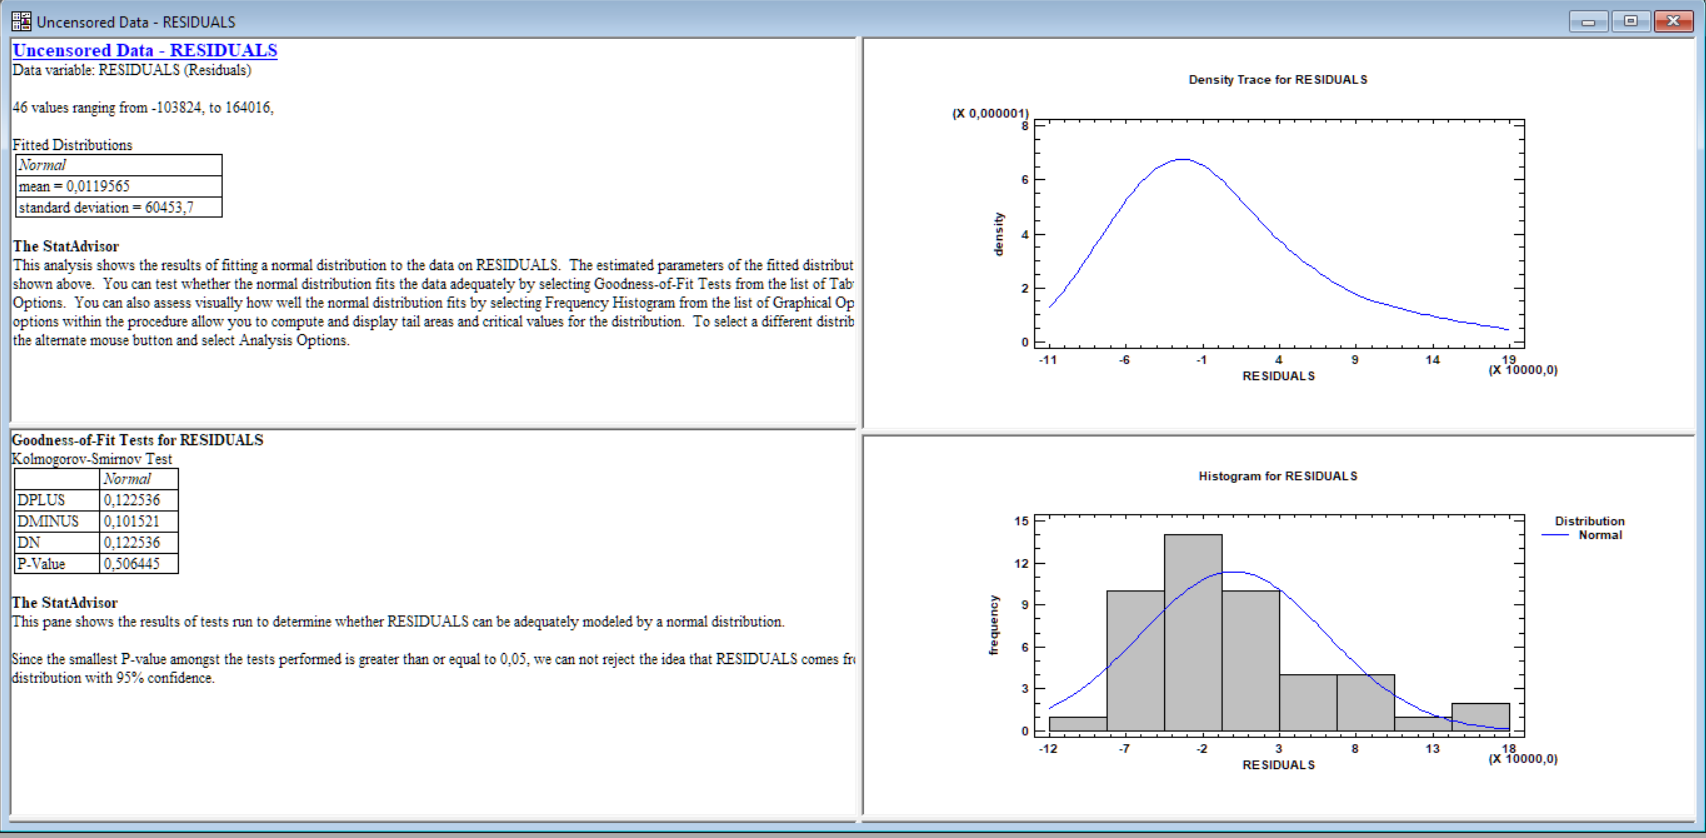 Uncensored Data - RESIDUALS
Uncensored Data - RESIDUALS
Data variable: RESIDUALS (Residuals)
46 values ranging from -103824, to 164016,
Fitted Distributions
Normal
mean = 0,0119565
standard deviation = 60453,7
The StatAdvisor
This analysis shows the results of fitting a normal distribution to the data on RESIDUALS.  The estimated parameters of the fitted distribut
shown above.  You can test whether the normal distribution fits the data adequately by selecting Goodness-of-Fit Tests from the list of Tab
Options.  You can also assess visually how well the normal distribution fits by selecting Frequency Histogram from the list of Graphical Op
options within the procedure allow you to compute and display tail areas and critical values for the distribution.  To select a different distrib
the alternate mouse button and select Analysis Options.
Density Trace for RESIDUALS
(X 0,000001)
8
6
4
2
0
density
-11 -6 -1 4 9 14 19
(X 10000,0)
RESIDUALS
Goodness-of-Fit Tests for RESIDUALS
Kolmogorov-Smirnov Test
Normal
DPLUS 0,122536
DMINUS 0,101521
DN 0,122536
P-Value 0,506445
The StatAdvisor
This pane shows the results of tests run to determine whether RESIDUALS can be adequately modeled by a normal distribution.
Since the smallest P-value amongst the tests performed is greater than or equal to 0,05, we can not reject the idea that RESIDUALS comes fr
distribution with 95% confidence.
Histogram for RESIDUALS
15
12
9
6
3
0
frequency
-12 -7 -2 3 8 13 18
(X 10000,0)
RESIDUALS
Distribution
Normal